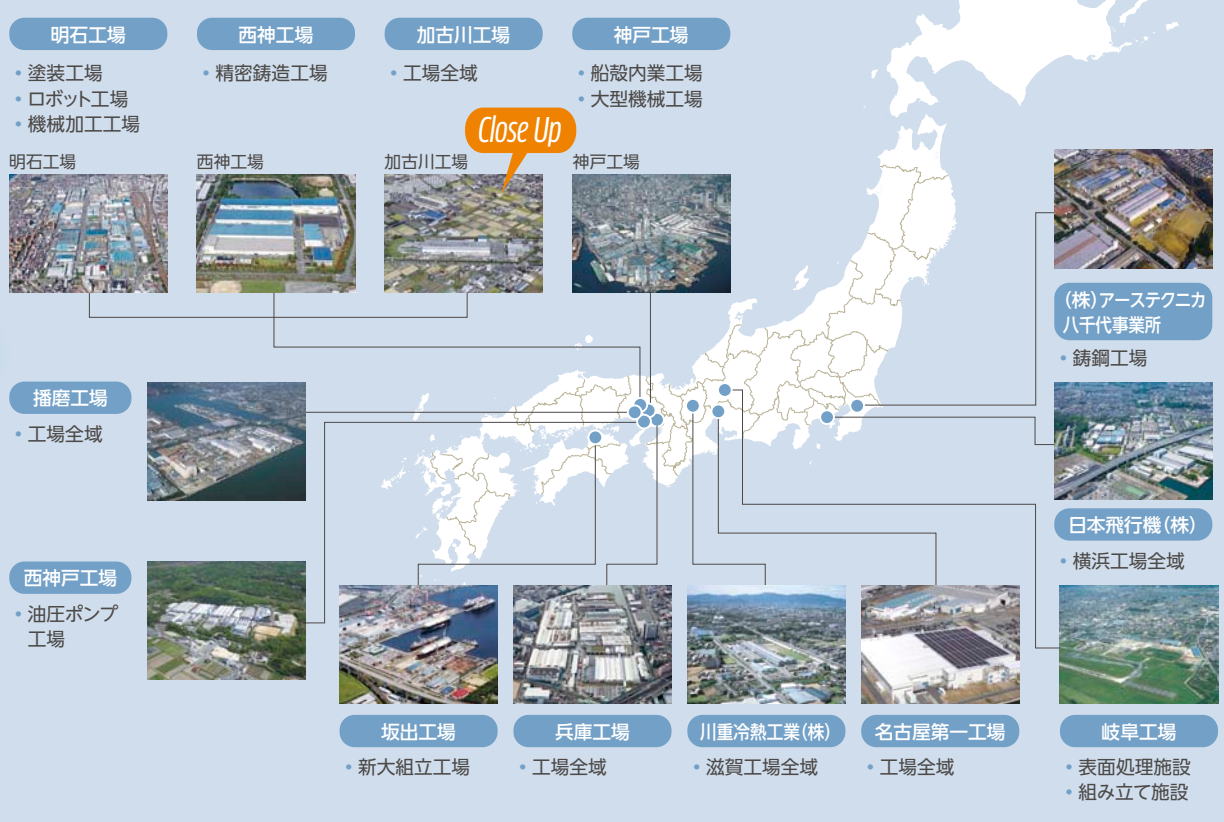 明石工場
・塗装工場
・ロボット工場
・機械加工工場
西神工場
・精密鋳造工場
加古川工場
・工場全域
神戸工場
・船殻内業工場
・大型機械工場
Close Up
明石工場
西神工場
加古川工場
神戸工場
(株)アーステクニカ
八千代事業所
・鋳鋼工場
播磨工場
・工場全域
日本飛行機(株)
・横浜工場全域
西神戸工場
・油圧ポンプ
工場
坂出工場
・新大組立工場
兵庫工場
・工場全域
川重冷熱工業(株)
・滋賀工場全域
名古屋第一工場
・工場全域
岐阜工場
・表面処理施設
・組み立て施設